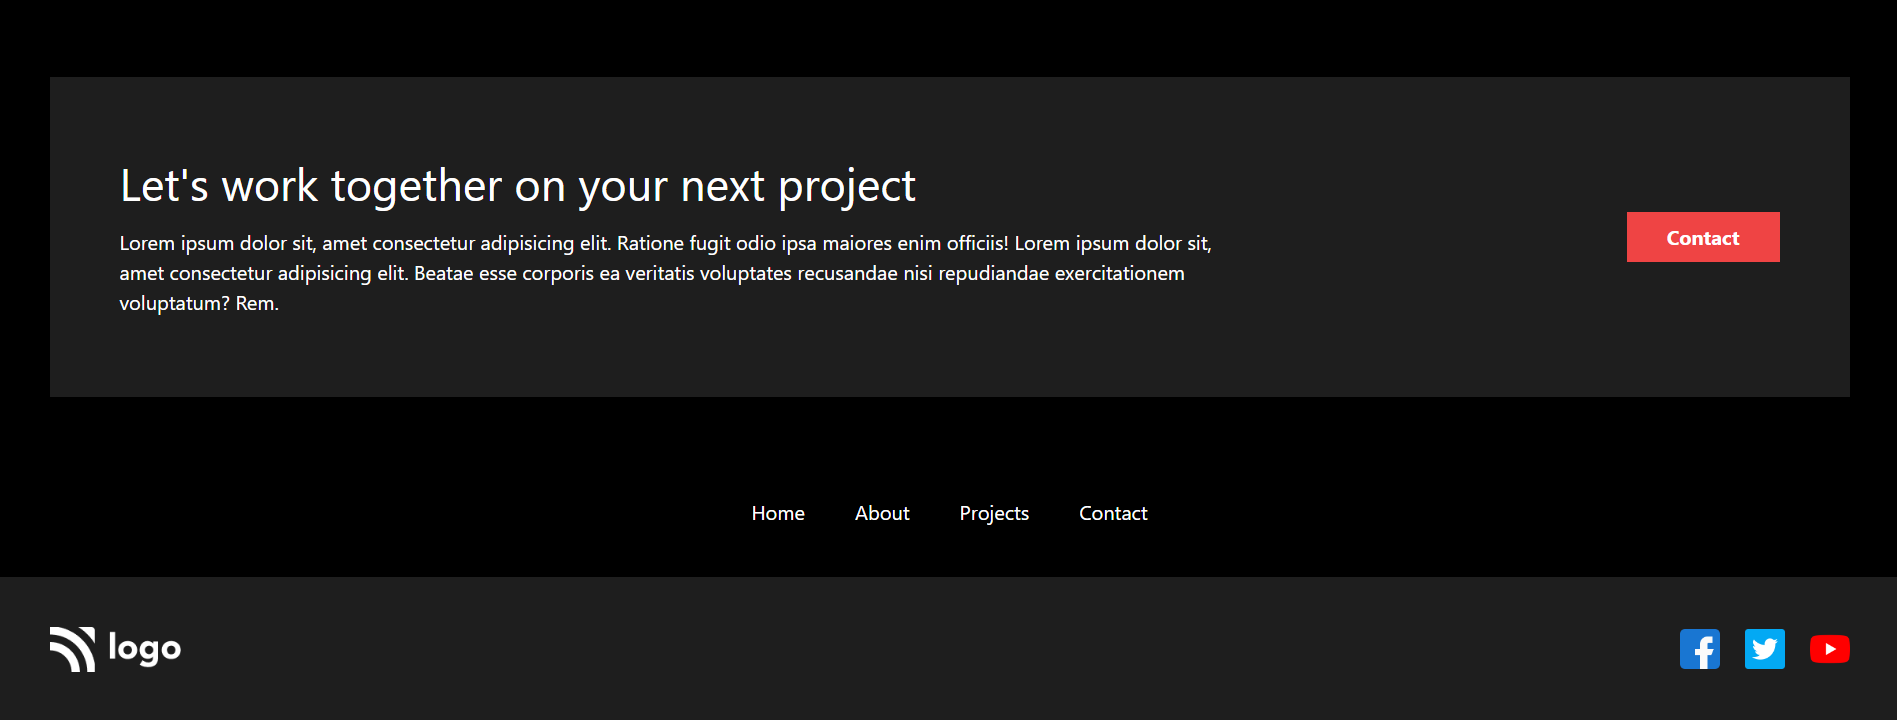 Let's work together on your next project
Lorem ipsum dolor sit, amet consectetur adipisicing elit. Ratione fugit odio ipsa maiores enim officiis! Lorem ipsum dolor sit,
amet consectetur adipisicing elit. Beatae esse corporis ea veritatis voluptates recusandae nisi repudiandae exercitationem
voluptatum? Rem.
Contact
Home About Projects Contact
logo